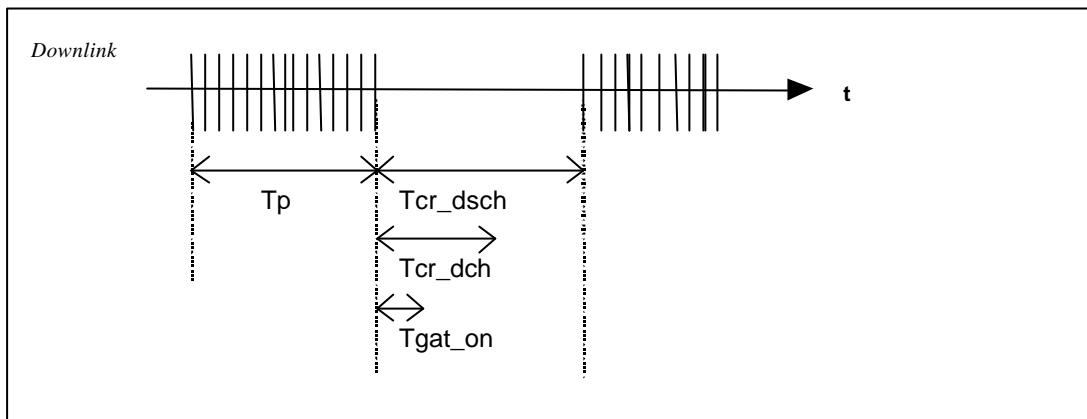 Downlink
t
Tp
Tcr_dsch
Tcr_dch
Tgat_on